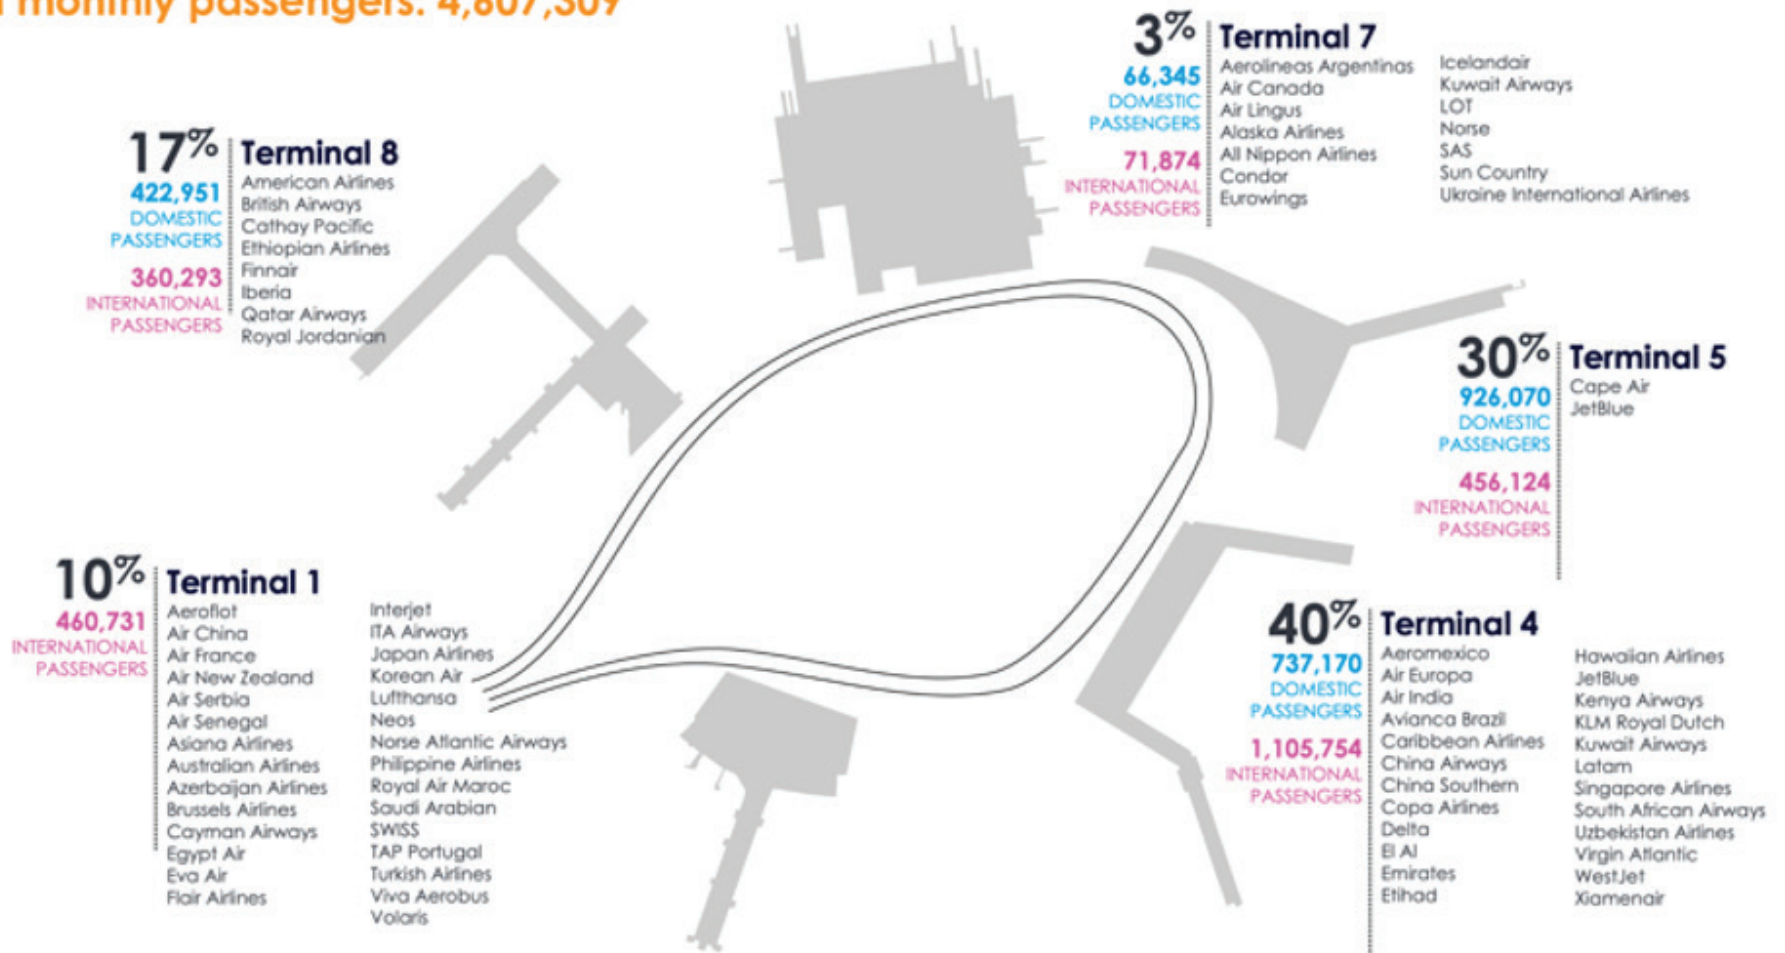 monthly passengers: 4,607,309
3%
Terminal 7
66,345
DOMESTIC
PASSENGERS
71,874
INTERNATIONAL
PASSENGERS
Aerolineas Argentinas
Air Canada
Air Lingus
Alaska Airlines
All Nippon Airlines
Condor
Eurowings
Icelandair
Kuwait Airways
LOT
Norse
SAS
Sun Country
Ukraine International Airlines
17%
Terminal 8
422,951
DOMESTIC
PASSENGERS
360,293
INTERNATIONAL
PASSENGERS
American Airlines
British Airways
Cathay Pacific
Ethiopian Airlines
Finnair
Iberia
Qatar Airways
Royal Jordanian
30%
Terminal 5
926,070
DOMESTIC
PASSENGERS
456,124
INTERNATIONAL
PASSENGERS
Cape Air
JetBlue
10%
Terminal 1
460,731
INTERNATIONAL
PASSENGERS
Aeroflot
Air China
Air France
Air New Zealand
Air Serbia
Air Senegal
Asiana Airlines
Australian Airlines
Azerbaijan Airlines
Brussels Airlines
Cayman Airways
Egypt Air
Eva Air
Flair Airlines
Interjet
ITA Airways
Japan Airlines
Korean Air
Lufthansa
Neos
Norse Atlantic Airways
Philippine Airlines
Royal Air Maroc
Saudi Arabian
SWISS
TAP Portugal
Turkish Airlines
Viva Aerobus
Volaris
40%
Terminal 4
737,170
DOMESTIC
PASSENGERS
1,105,754
INTERNATIONAL
PASSENGERS
Aeromexico
Air Europa
Air India
Avianca Brazil
Caribbean Airlines
China Airways
China Southern
Copa Airlines
Delta
El Al
Emirates
Etihad
Hawaiian Airlines
JetBlue
Kenya Airways
KLM Royal Dutch
Kuwait Airways
Latam
Singapore Airlines
South African Airways
Uzbekistan Airlines
Virgin Atlantic
WestJet
Xiamenair